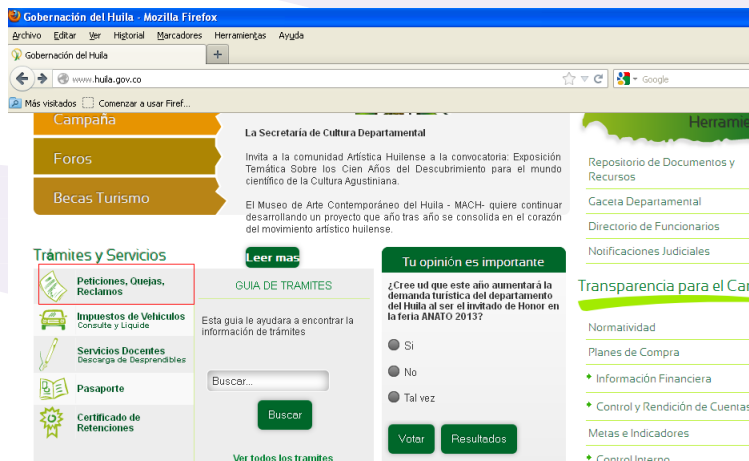 Gobernación del Huila - Mozilla Firefox
Archivo Editar Ver Historial Marcadores Herramientas Ayuda
Gobernación del Huila
www.huila.gov.co
Google
Más visitados Comenzar a usar Firef...
Campaña
Foros
Becas Turismo
La Secretaría de Cultura Departamental
Invita a la comunidad Artística Huilense a la convocatoria: Exposición
Temática Sobre los Cien Años del Descubrimiento para el mundo
científico de la Cultura Agustiniana.
El Museo de Arte Contemporáneo del Huila - MACH- quiere continuar
desarrollando un proyecto que año tras año se consolida en el corazón
del movimiento artístico huilense.
Leer mas
Herramie
Repositorio de Documentos y
Recursos
Gaceta Departamental
Directorio de Funcionarios
Notificaciones Judiciales
Trámites y Servicios
Peticiones, Quejas,
Reclamos
Impuestos de Vehículos
Consulte y Liquide
Servicios Docentes
Descarga de Desprendibles
Pasaporte
Certificado de
Retenciones
GUIA DE TRAMITES
Esta guia le ayudara a encontrar la
información de trámites
Buscar...
Buscar
Ver todos los tramites
Tu opinión es importante
¿Cree ud que este año aumentará la
demanda turística del departamento
del Huila al ser el invitado de Honor en
la feria ANATO 2013?
Si
No
Tal vez
Votar Resultados
Transparencia para el Car
Normatividad
Planes de Compra
Información Financiera
Control y Rendición de Cuentas
Metas e Indicadores
Control Interno